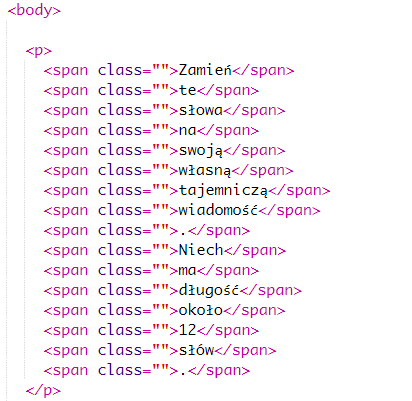 <body>
<p>
<span class="">Zamień</span>
<span class="">te</span>
<span class="">słowa</span>
<span class="">na</span>
<span class="">swoją</span>
<span class="">własną</span>
<span class="">tajemniczą</span>
<span class="">wiadomość</span>
<span class="">.</span>
<span class="">Niech</span>
<span class="">ma</span>
<span class="">długość</span>
<span class="">około</span>
<span class="">12</span>
<span class="">słów</span>
<span class="">.</span>
</p>